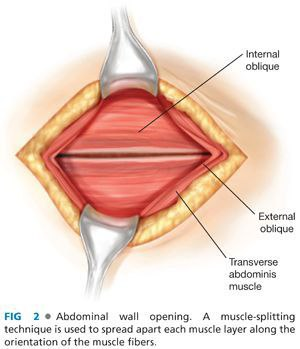 Internal
oblique
External
oblique
Transverse
abdominis
muscle
FIG 2 • Abdominal wall opening. A muscle-splitting
technique is used to spread apart each muscle layer along the
orientation of the muscle fibers.